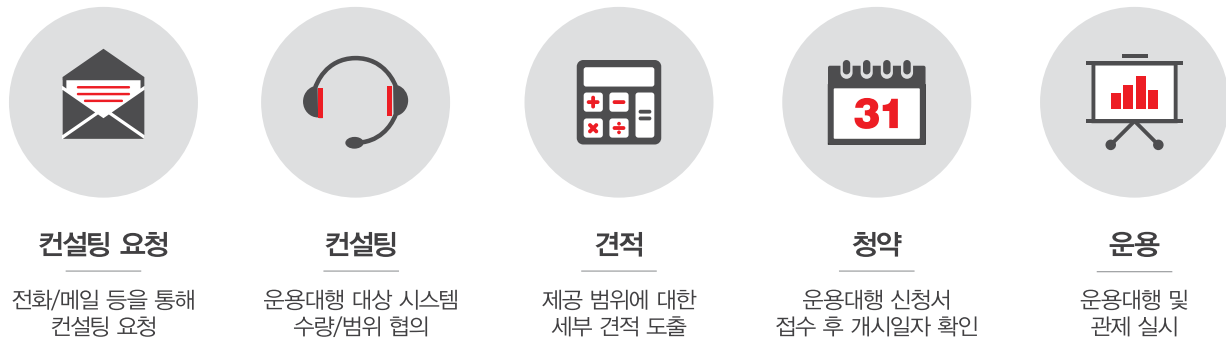 31
컨설팅 요청
전화/메일 등을 통해
컨설팅 요청
컨설팅
운용대행 대상 시스템
수량/범위 협의
견적
제공 범위에 대한
세부 견적 도출
청약
운용대행 신청서
접수 후 개시일자 확인
운용
운용대행 및
관제 실시